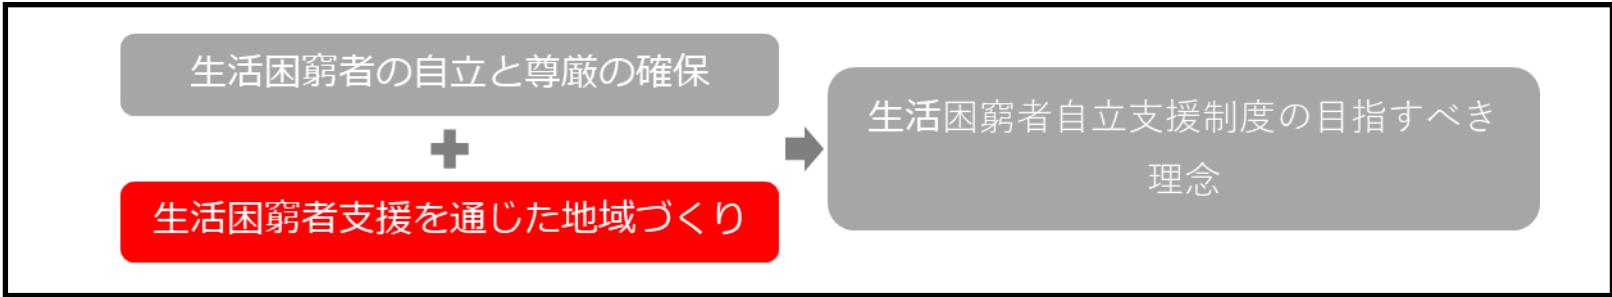 生活困窮者の自立と尊厳の確保
生活困窮者支援を通じた地域づくり
生活困窮者自立支援制度の目指すべき
理念